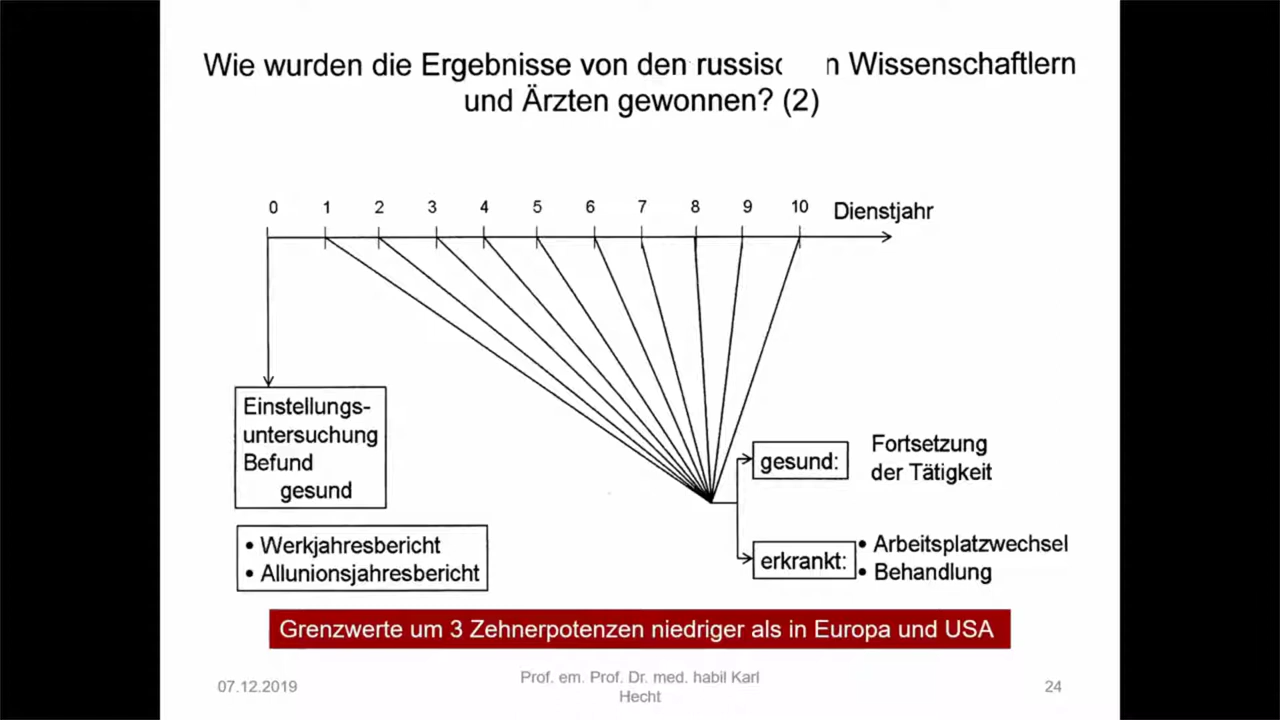 Wie wurden die Ergebnisse von den Wissenschaftlern
und Ärzten gewonnen? (2)
0 1 2 3 4 5 6 7 8 9 10 Dienstjahr
Einstellungs-
untersuchung
Befund
gesund
• Werkjahresbericht
• Allunionsjahresbericht
gesund:
Fortsetzung
der Tätigkeit
erkrankt:
• Arbeitsplatzwechsel
• Behandlung
Grenzwerte um 3 Zehnerpotenzen niedriger als in Europa und USA
07.12.2019
Prof. em. Prof. Dr. med. habil Karl
Hecht
24